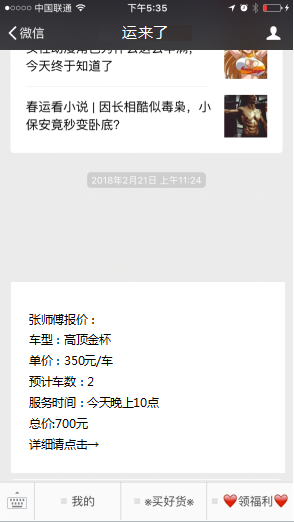 中国联通 下午5:35
微信 运来了
今天终于知道了
春运看小说 | 因长相酷似毒枭，小
保安竟秒变卧底?
2018年2月21日 上午11:24
张师傅报价：
车型：高顶金杯
单价：350元/车
预计车数：2
服务时间：今天晚上10点
总价:700元
详细请点击→
我的 ※买好货※ ❤️领福利❤️